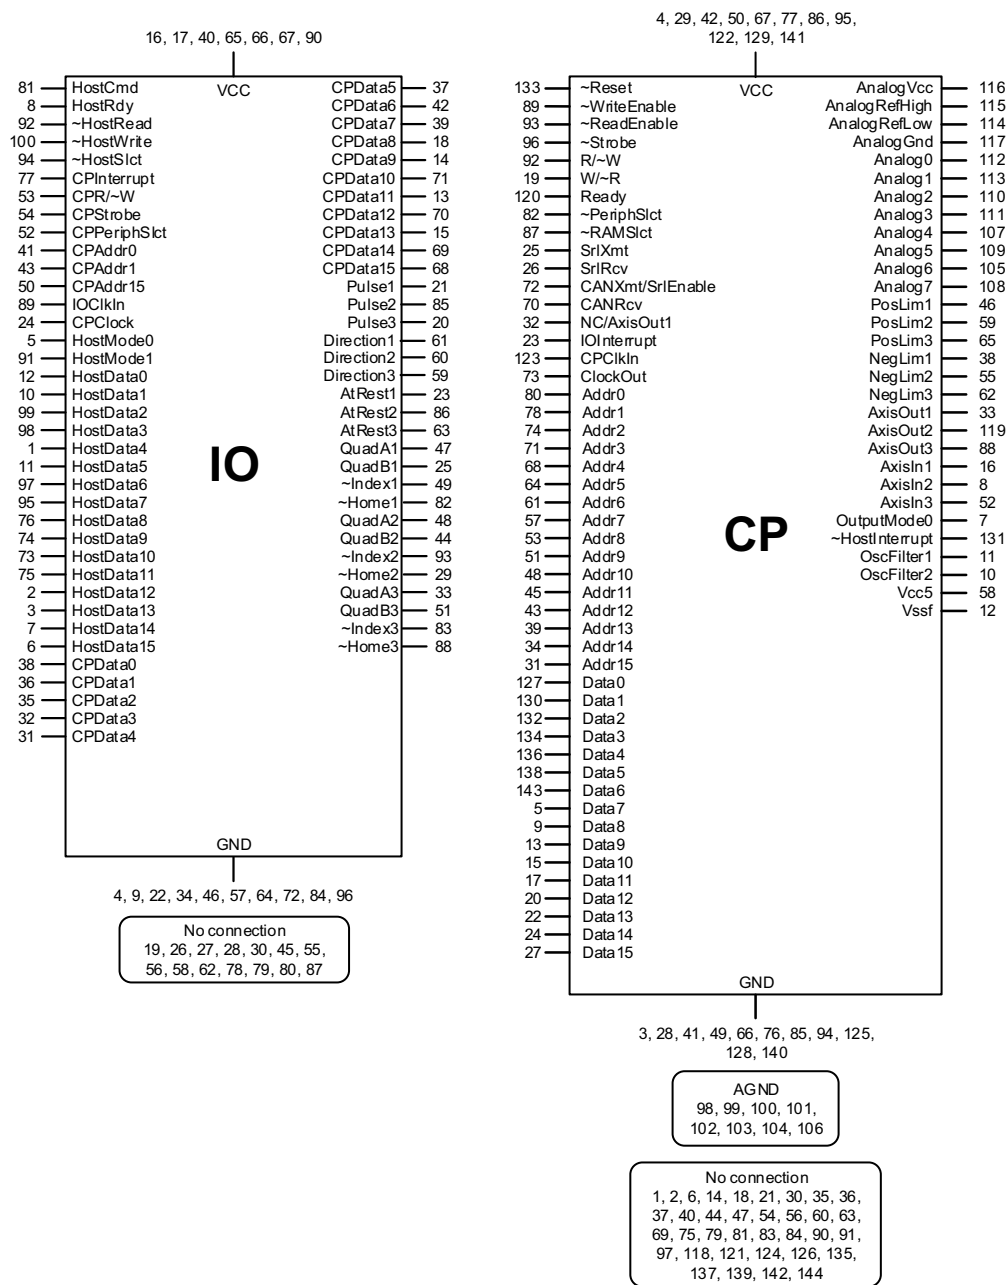 16, 17, 40, 65, 66, 67, 90
VCC
81 HostCmd
8 HostRdy
92 ~HostRead
100 ~HostWrite
94 ~HostSlct
77 CPInterrupt
53 CPR/~W
54 CPStrobe
52 CPPeriphSlct
41 CPAddr0
43 CPAddr1
50 CPAddr15
89 IOClkIn
24 CPClock
5 HostMode0
91 HostMode1
12 HostData0
10 HostData1
99 HostData2
98 HostData3
1 HostData4
11 HostData5
97 HostData6
95 HostData7
76 HostData8
74 HostData9
73 HostData10
75 HostData11
2 HostData12
3 HostData13
7 HostData14
6 HostData15
38 CPData0
36 CPData1
35 CPData2
32 CPData3
31 CPData4
IO
CPData5 37
CPData6 42
CPData7 39
CPData8 18
CPData9 14
CPData10 71
CPData11 13
CPData12 70
CPData13 15
CPData14 69
CPData15 68
Pulse1 21
Pulse2 85
Pulse3 20
Direction1 61
Direction2 60
Direction3 59
AtRest1 23
AtRest2 86
AtRest3 63
QuadA1 47
QuadB1 25
~Index1 49
~Home1 82
QuadA2 48
QuadB2 44
~Index2 93
~Home2 29
QuadA3 33
QuadB3 51
~Index3 83
~Home3 88
GND
4, 9, 22, 34, 46, 57, 64, 72, 84, 96
No connection
19, 26, 27, 28, 30, 45, 55,
56, 58, 62, 78, 79, 80, 87
4, 29, 42, 50, 67, 77, 86, 95,
122, 129, 141
VCC
133 ~Reset
89 ~WriteEnable
93 ~ReadEnable
96 ~Strobe
92 R/~W
19 W/~R
120 Ready
82 ~PeriphSlct
87 ~RAMSlct
25 SrlXmt
26 SrlRcv
72 CANXmt/SrlEnable
70 CANRcv
32 NC/AxisOut1
23 IOInterrupt
123 CPClkIn
73 ClockOut
80 Addr0
78 Addr1
74 Addr2
71 Addr3
68 Addr4
64 Addr5
61 Addr6
57 Addr7
53 Addr8
51 Addr9
48 Addr10
45 Addr11
43 Addr12
39 Addr13
34 Addr14
31 Addr15
127 Data0
130 Data1
132 Data2
134 Data3
136 Data4
138 Data5
143 Data6
5 Data7
9 Data8
13 Data9
15 Data10
17 Data11
20 Data12
22 Data13
24 Data14
27 Data15
CP
AnalogVcc 116
AnalogRefHigh 115
AnalogRefLow 114
AnalogGnd 117
Analog0 112
Analog1 113
Analog2 110
Analog3 111
Analog4 107
Analog5 109
Analog6 105
Analog7 108
PosLim1 46
PosLim2 59
PosLim3 65
NegLim1 38
NegLim2 55
NegLim3 62
AxisOut1 33
AxisOut2 119
AxisOut3 88
AxisIn1 16
AxisIn2 8
AxisIn3 52
OutputMode0 7
~HostInterrupt 131
OscFilter1 11
OscFilter2 10
Vcc5 58
Vssf 12
GND
3, 28, 41, 49, 66, 76, 85, 94, 125,
128, 140
AGND
98, 99, 100, 101,
102, 103, 104, 106
No connection
1, 2, 6, 14, 18, 21, 30, 35, 36,
37, 40, 44, 47, 54, 56, 60, 63,
69, 75, 79, 81, 83, 84, 90, 91,
97, 118, 121, 124, 126, 135,
137, 139, 142, 144